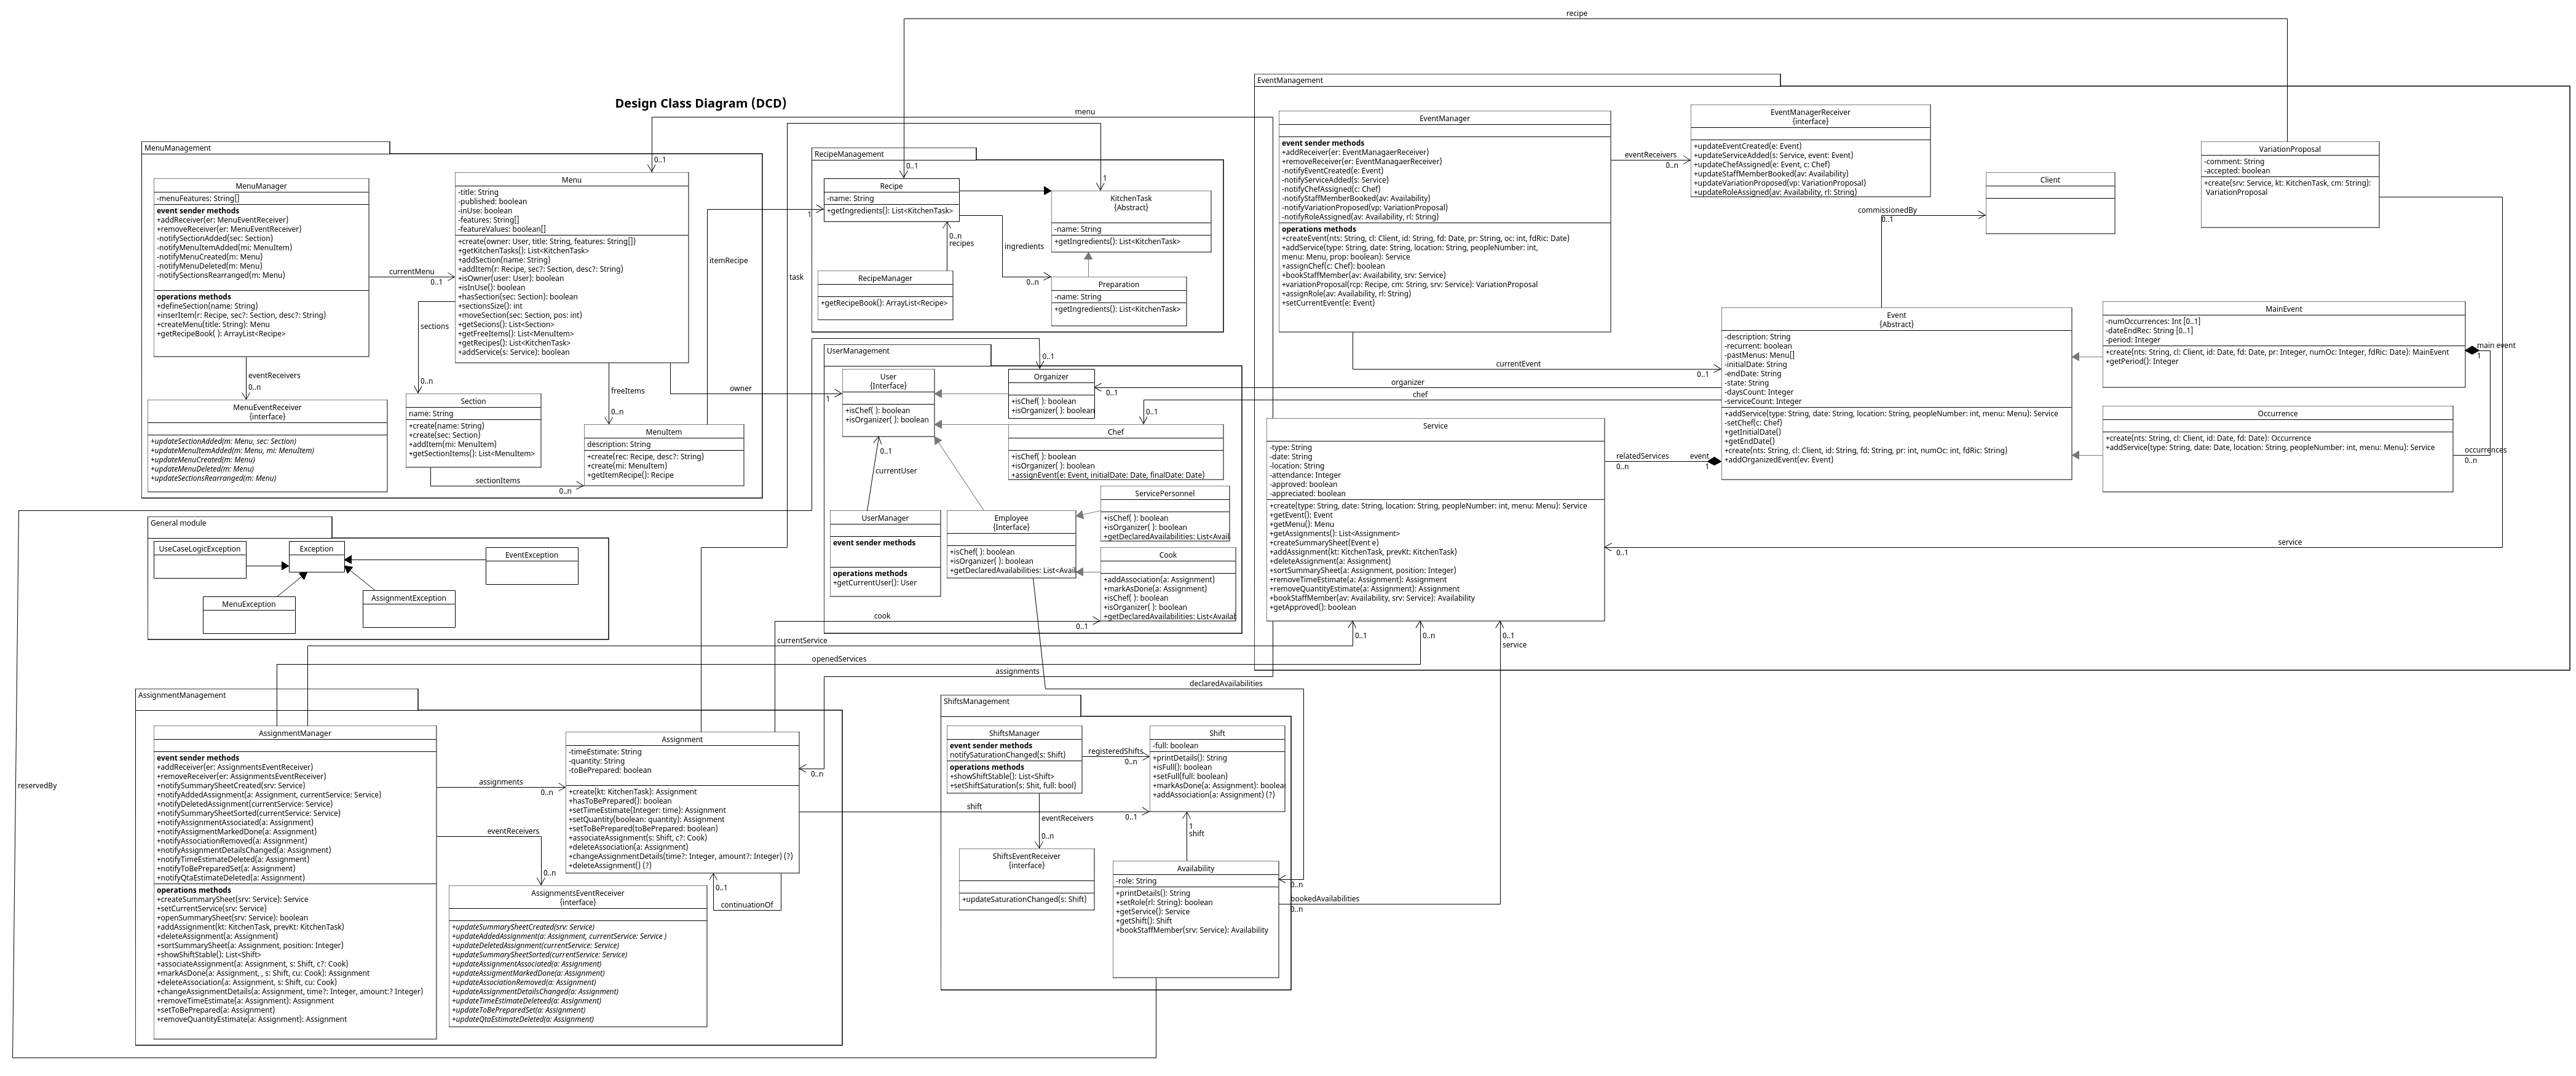 recipe
Design Class Diagram (DCD)
menu
0..1
0..1
1
task
itemRecipe
1
owner
1
MenuManagement
MenuManager
-menuFeatures: String[]
event sender methods
+addReceiver(er: MenuEventReceiver)
+removeReceiver(er: MenuEventReceiver)
-notifySectionAdded(sec: Section)
-notifyMenuItemAdded(mi: MenuItem)
-notifyMenuCreated(m: Menu)
-notifyMenuDeleted(m: Menu)
-notifySectionsRearranged(m: Menu)
operations methods
+defineSection(name: String)
+inserItem(r: Recipe, sec?: Section, desc?: String)
+createMenu(title: String): Menu
+getRecipeBook( ): ArrayList<Recipe>
currentMenu
0..1
eventReceivers
0..n
MenuEventReceiver
{interface}
+updateSectionAdded(m: Menu, sec: Section)
+updateMenuItemAdded(m: Menu, mi: MenuItem)
+updateMenuCreated(m: Menu)
+updateMenuDeleted(m: Menu)
+updateSectionsRearranged(m: Menu)
Menu
-title: String
-published: boolean
-inUse: boolean
-features: String[]
-featureValues: boolean[]
+create(owner: User, title: String, features: String[])
+getKitchenTasks(): List<KitchenTask>
+addSection(name: String)
+addItem(r: Recipe, sec?: Section, desc?: String)
+isOwner(user: User): boolean
+isInUse(): boolean
+hasSection(sec: Section): boolean
+sectionsSize(): int
+moveSection(sec: Section, pos: int)
+getSecions(): List<Section>
+getFreeItems(): List<MenuItem>
+getRecipes(): List<KitchenTask>
+addService(s: Service): boolean
sections
0..n
freeItems
0..n
Section
name: String
+create(name: String)
+create(sec: Section)
+addItem(mi: MenuItem)
+getSectionItems(): List<MenuItem>
sectionItems
0..n
MenuItem
description: String
+create(rec: Recipe, desc?: String)
+create(mi: MenuItem)
+getItemRecipe(): Recipe
RecipeManagement
Recipe
-name: String
+getIngredients(): List<KitchenTask>
0..n
recipes
ingredients
0..n
RecipeManager
+getRecipeBook(): ArrayList<Recipe>
KitchenTask
{Abstract}
-name: String
+getIngredients(): List<KitchenTask>
Preparation
-name: String
+getIngredients(): List<KitchenTask>
UserManagement
0..1
User
{Interface}
+isChef( ): boolean
+isOrganizer( ): boolean
0..1
currentUser
Organizer
+isChef( ): boolean
+isOrganizer( ): boolean
0..1
organizer
chef
0..1
Chef
+isChef( ): boolean
+isOrganizer( ): boolean
+assignEvent(e: Event, initialDate: Date, finalDate: Date)
UserManager
event sender methods
operations methods
+getCurrentUser(): User
Employee
{Interface}
+isChef( ): boolean
+isOrganizer( ): boolean
+getDeclaredAvailabilities: List<Avail
ServicePersonnel
+isChef( ): boolean
+isOrganizer( ): boolean
+getDeclaredAvailabilities: List<Avail
Cook
+addAssociation(a: Assignment)
+markAsDone(a: Assignment)
+isChef( ): boolean
+isOrganizer( ): boolean
+getDeclaredAvailabilities: List<Availab
cook
0..1
General module
UseCaseLogicException
Exception
EventException
MenuException
AssignmentException
EventManagement
EventManager
event sender methods
+addReceiver(er: EventManagaerReceiver)
+removeReceiver(er: EventManagaerReceiver)
-notifyEventCreated(e: Event)
-notifyServiceAdded(s: Service)
-notifyChefAssigned(c: Chef)
-notifyStaffMemberBooked(av: Availability)
-notifyVariationProposed(vp: VariationProposal)
-notifyRoleAssigned(av: Availability, rl: String)
operations methods
+createEvent(nts: String, cl: Client, id: String, fd: Date, pr: String, oc: int, fdRic: Date)
+addService(type: String, date: String, location: String, peopleNumber: int,
menu: Menu, prop: boolean): Service
+assignChef(c: Chef): boolean
+bookStaffMember(av: Availability, srv: Service)
+variationProposal(rcp: Recipe, cm: String, srv: Service): VariationProposal
+assignRole(av: Availability, rl: String)
+setCurrentEvent(e: Event)
eventReceivers
0..n
EventManagerReceiver
{interface}
+updateEventCreated(e: Event)
+updateServiceAdded(s: Service, event: Event)
+updateChefAssigned(e: Event, c: Chef)
+updateStaffMemberBooked(av: Availability)
+updateVariationProposed(vp: VariationProposal)
+updateRoleAssigned(av: Availability, rl: String)
Client
commissionedBy
0..1
VariationProposal
-comment: String
-accepted: boolean
+create(srv: Service, kt: KitchenTask, cm: String):
VariationProposal
currentEvent
0..1
Event
{Abstract}
-description: String
-recurrent: boolean
-pastMenus: Menu[]
-initialDate: String
-endDate: String
-state: String
-daysCount: Integer
-serviceCount: Integer
+addService(type: String, date: String, location: String, peopleNumber: int, menu: Menu): Service
-setChef(c: Chef)
+getInitialDate()
+getEndDate()
+create(nts: String, cl: Client, id: String, fd: String, pr: int, numOc: int, fdRic: String)
+addOrganizedEvent(ev: Event)
MainEvent
-numOccurrences: Int [0..1]
-dateEndRec: String [0..1]
-period: Integer
+create(nts: String, cl: Client, id: Date, fd: Date, pr: Integer, numOc: Integer, fdRic: Date): MainEvent
+getPeriod(): Integer
main event
1
Occurrence
+create(nts: String, cl: Client, id: Date, fd: Date): Occurrence
+addService(type: String, date: Date, location: String, peopleNumber: int, menu: Menu): Service
occurrences
0..n
Service
-type: String
-date: String
-location: String
-attendance: Integer
-approved: boolean
-appreciated: boolean
+create(type: String, date: String, location: String, peopleNumber: int, menu: Menu): Service
+getEvent(): Event
+getMenu(): Menu
+getAssignments(): List<Assignment>
+createSummarySheet(Event e)
+addAssignment(kt: KitchenTask, prevKt: KitchenTask)
+deleteAssignment(a: Assignment)
+sortSummarySheet(a: Assignment, position: Integer)
+removeTimeEstimate(a: Assignment): Assignment
+removeQuantityEstimate(a: Assignment): Assignment
+bookStaffMember(av: Availability, srv: Service): Availability
+getApproved(): boolean
relatedServices
0..n
event
1
0..1
service
currentService
0..1
openedServices
0..n
0..1
service
assignments
declaredAvailabilities
reservedBy
AssignmentManagement
AssignmentManager
event sender methods
+addReceiver(er: AssignmentsEventReceiver)
+removeReceiver(er: AssignmentsEventReceiver)
+notifySummarySheetCreated(srv: Service)
+notifyAddedAssignment(a: Assignment, currentService: Service)
+notifyDeletedAssignment(currentService: Service)
+notifySummarySheetSorted(currentService: Service)
+notifyAssignmentAssociated(a: Assignment)
+notifyAssigmentMarkedDone(a: Assignment)
+notifyAssociationRemoved(a: Assignment)
+notifyAssignmentDetailsChanged(a: Assignment)
+notifyTimeEstimateDeleted(a: Assignment)
+notifyToBePreparedSet(a: Assignment)
+notifyQtaEstimateDeleted(a: Assignment)
operations methods
+createSummarySheet(srv: Service): Service
+setCurrentService(srv: Service)
+openSummarySheet(srv: Service): boolean
+addAssignment(kt: KitchenTask, prevKt: KitchenTask)
+deleteAssignment(a: Assignment)
+sortSummarySheet(a: Assignment, position: Integer)
+showShiftStable(): List<Shift>
+associateAssignment(a: Assignment, s: Shift, c?: Cook)
+markAsDone(a: Assignment, , s: Shift, cu: Cook): Assignment
+deleteAssociation(a: Assignment, s: Shift, cu: Cook)
+changeAssignmentDetails(a: Assignment, time?: Integer, amount:? Integer)
+removeTimeEstimate(a: Assignment): Assignment
+setToBePrepared(a: Assignment)
+removeQuantityEstimate(a: Assignment): Assignment
assignments
0..n
eventReceivers
0..n
Assignment
-timeEstimate: String
-quantity: String
-toBePrepared: boolean
+create(kt: KitchenTask): Assignment
+hasToBePrepared(): boolean
+setTimeEstimate(Integer: time): Assignment
+setQuantity(boolean: quantity): Assignment
+setToBePrepared(toBePrepared: boolean)
+associateAssignment(s: Shift, c?: Cook)
+deleteAssociation(a: Assignment)
+changeAssignmentDetails(time?: Integer, amount?: Integer) (?)
+deleteAssignment() (?)
0..n
0..1
continuationOf
AssignmentsEventReceiver
{interface}
+updateSummarySheetCreated(srv: Service)
+updateAddedAssignment(a: Assignment, currentService: Service )
+updateDeletedAssignment(currentService: Service)
+updateSummarySheetSorted(currentService: Service)
+updateAssignmentAssociated(a: Assignment)
+updateAssigmentMarkedDone(a: Assignment)
+updateAssociationRemoved(a: Assignment)
+updateAssignmentDetailsChanged(a: Assignment)
+updateTimeEstimateDeleteed(a: Assignment)
+updateToBePreparedSet(a: Assignment)
+updateQtaEstimateDeleted(a: Assignment)
shift
0..1
ShiftsManagement
ShiftsManager
event sender methods
notifySaturationChanged(s: Shift)
operations methods
+showShiftStable(): List<Shift>
+setShiftSaturation(s: Shit, full: bool)
registeredShifts
0..n
Shift
-full: boolean
+printDetails(): String
+isFull(): boolean
+setFull(full: boolean)
+markAsDone(a: Assignment): boolean
+addAssociation(a: Assignment) (?)
eventReceivers
0..n
1
shift
ShiftsEventReceiver
{interface}
+updateSaturationChanged(s: Shift)
Availability
-role: String
+printDetails(): String
+setRole(rl: String): boolean
+getService(): Service
+getShift(): Shift
+bookStaffMember(srv: Service): Availability
0..n
bookedAvailabilities
0..n